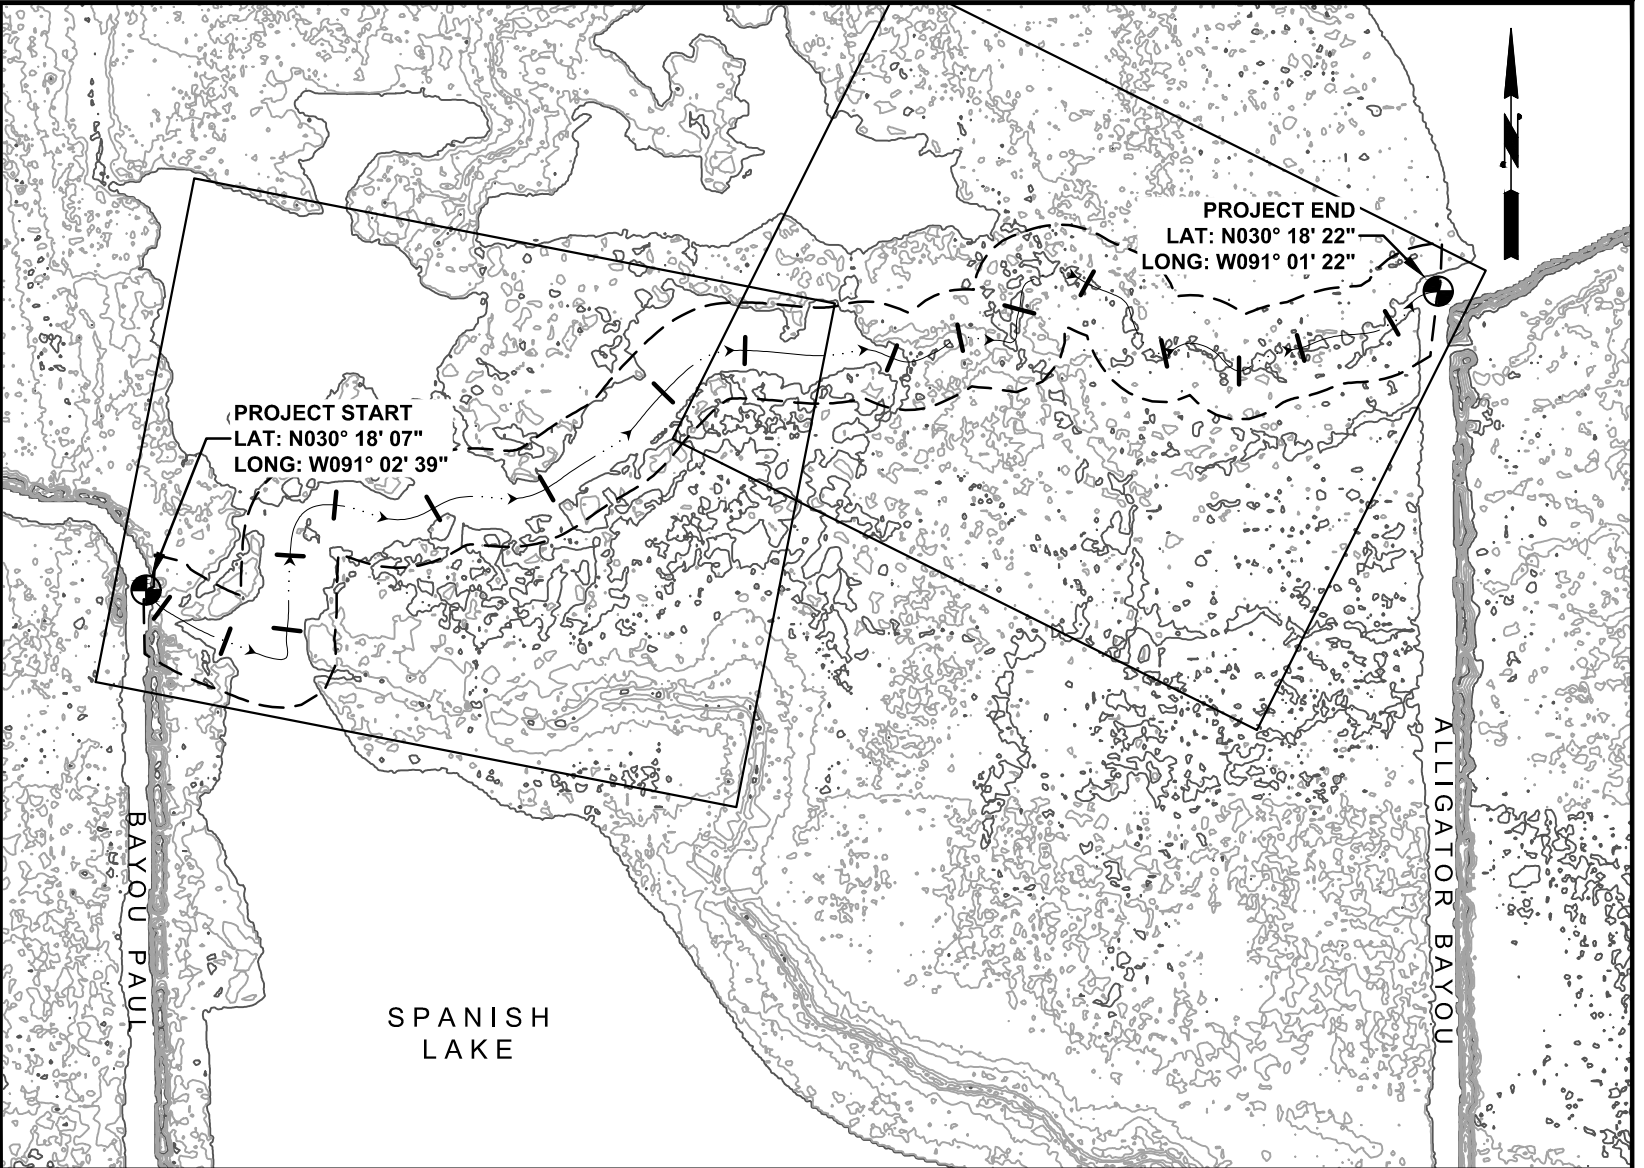 PROJECT END
LAT: N030° 18' 22"
LONG: W091° 01' 22"
PROJECT START
LAT: N030° 18' 07"
LONG: W091° 02' 39"
ALLIGATOR BAYOU
BAYOU PAUL
SPANISH
LAKE
N